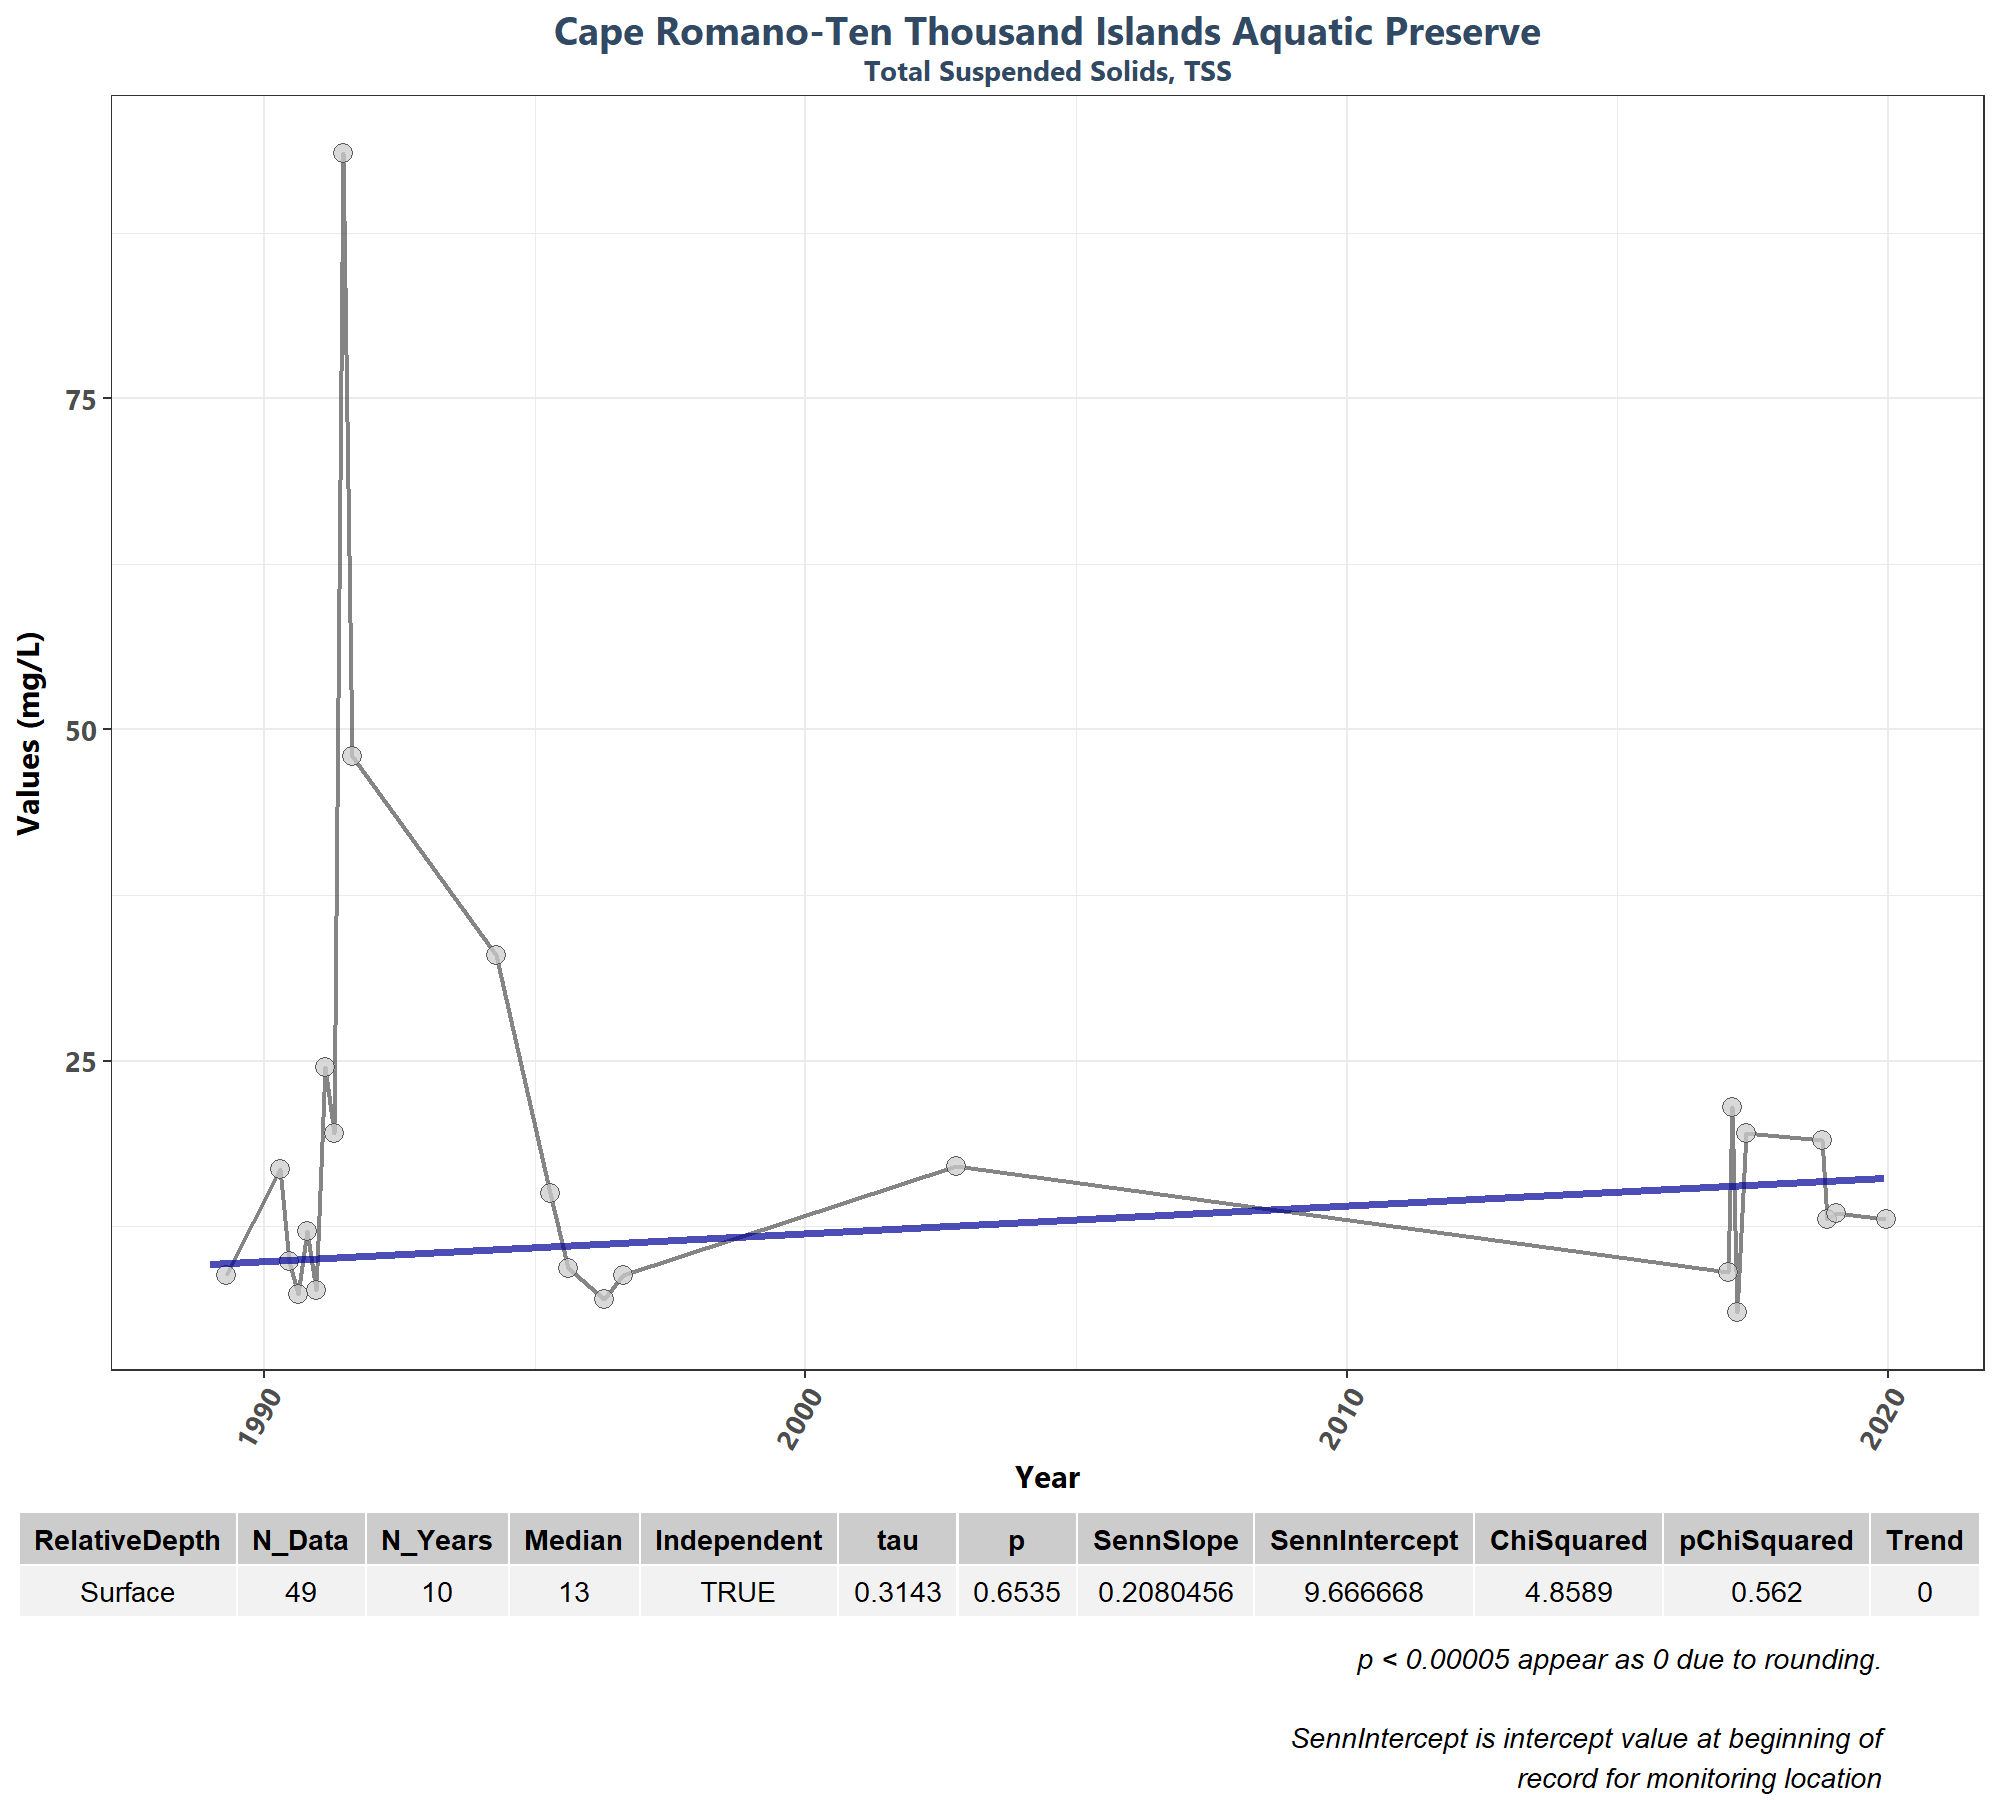 Cape Romano-Ten Thousand Islands Aquatic Preserve
Total Suspended Solids, TSS
Values (mg/L)
75
50
25
1990
2000
2010
2020
Year
RelativeDepth N_Data N_Years Median Independent tau p SennSlope SennIntercept ChiSquared pChiSquared Trend
Surface 49 10 13 TRUE 0.3143 0.6535 0.2080456 9.666668 4.8589 0.562 0
p < 0.00005 appear as 0 due to rounding.
SennIntercept is intercept value at beginning of
record for monitoring location